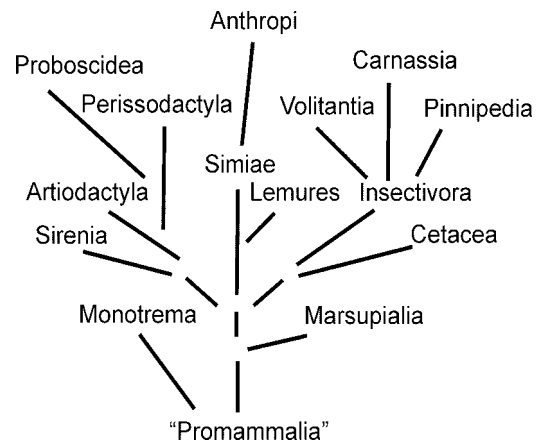 Anthropi
Carnassia
Proboscidea
Perissodactyla
Volitantia
Pinnipedia
Simiae
Artiodactyla
Lemures
Insectivora
Sirenia
Cetacea
Monotrema
Marsupialia
“Promammalia”